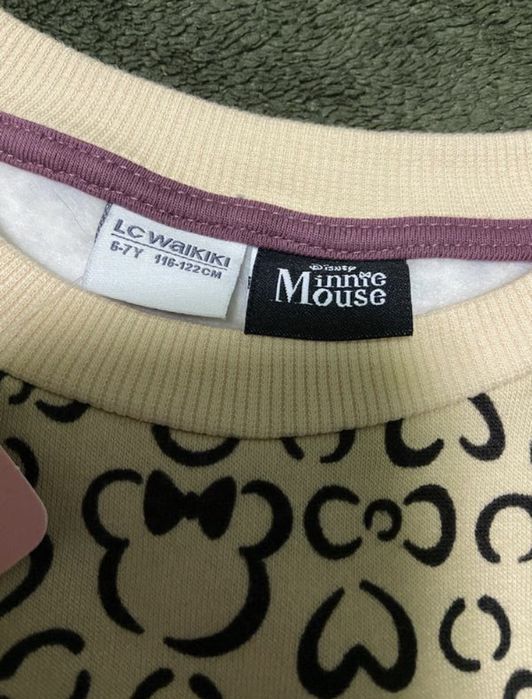 LC WAIKIKI
6-7Y 116-122CM
Disney
Minnie
Mouse